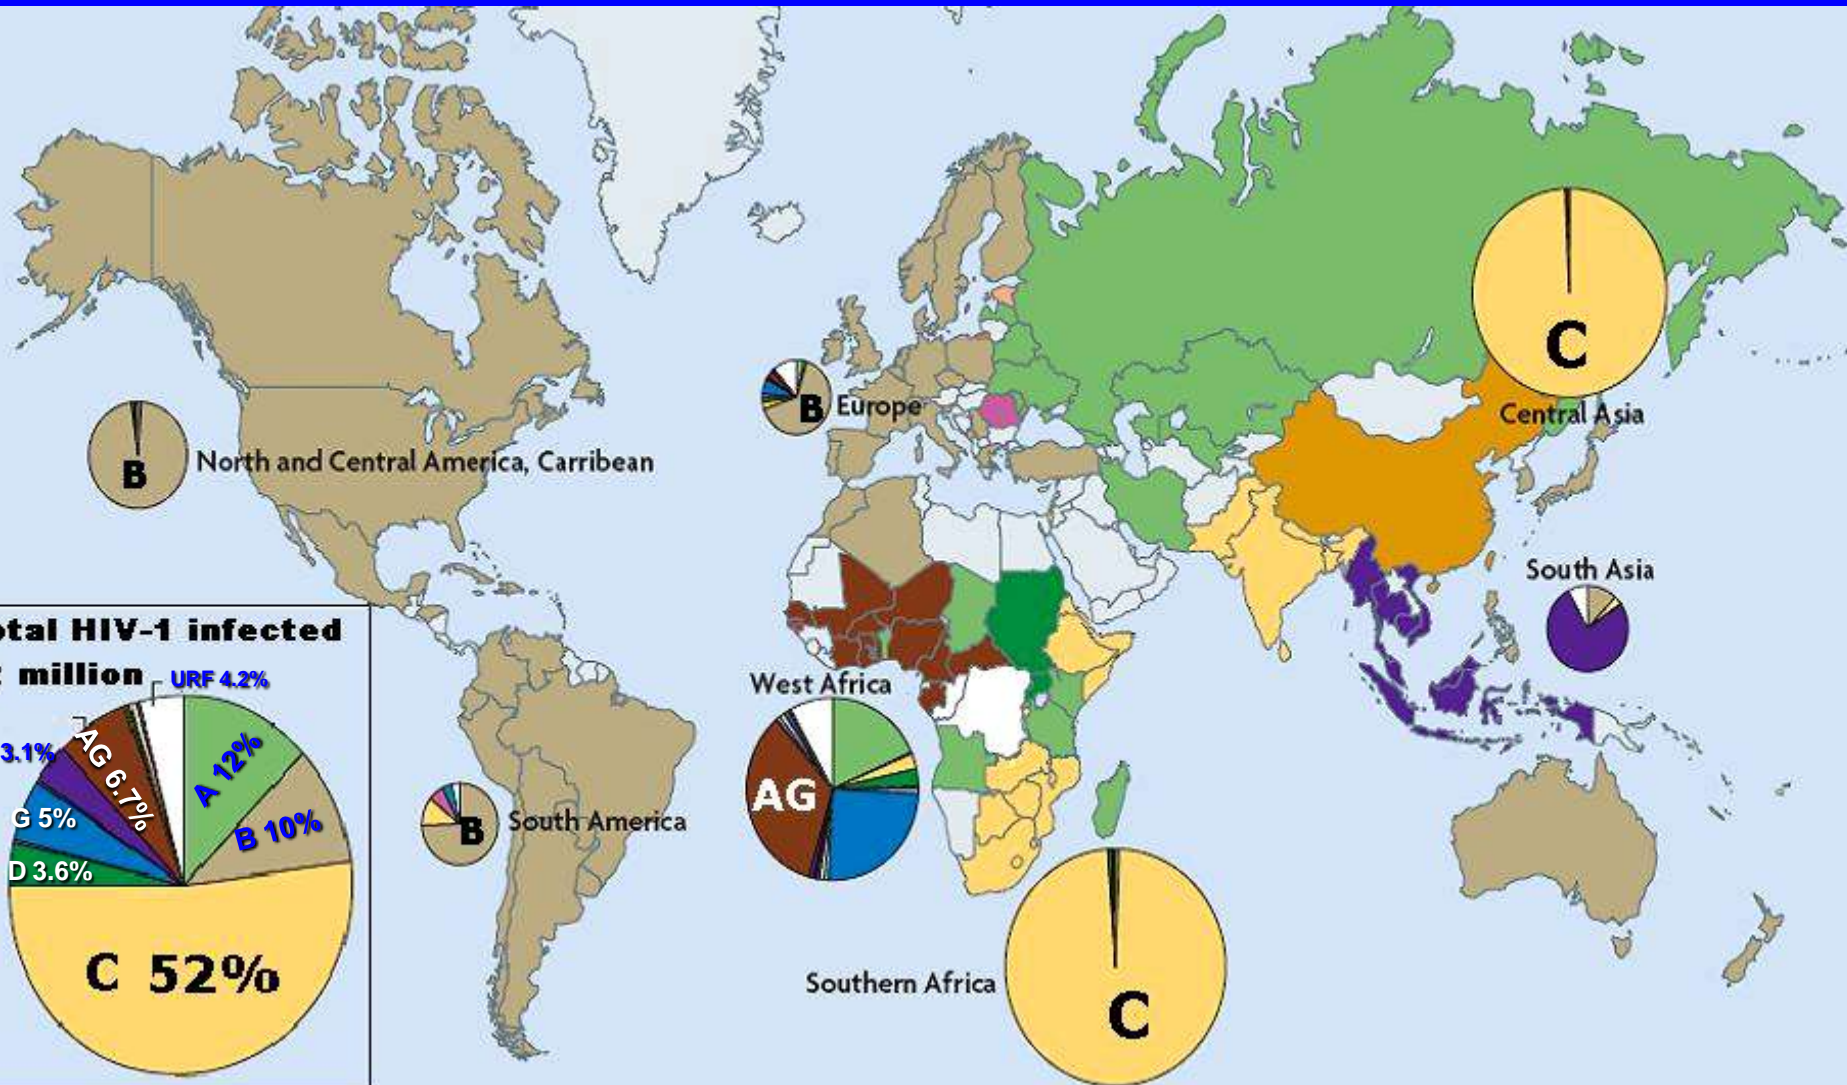 C
Central Asia
B
Europe
B
North and Central America, Carribean
South Asia
HIV-1 infected
million
URF 4.2%
West Africa
3.1%
AG 6.7%
A 12%
AG
G 5%
B 10%
B
South America
D 3.6%
C 52%
Southern Africa
C